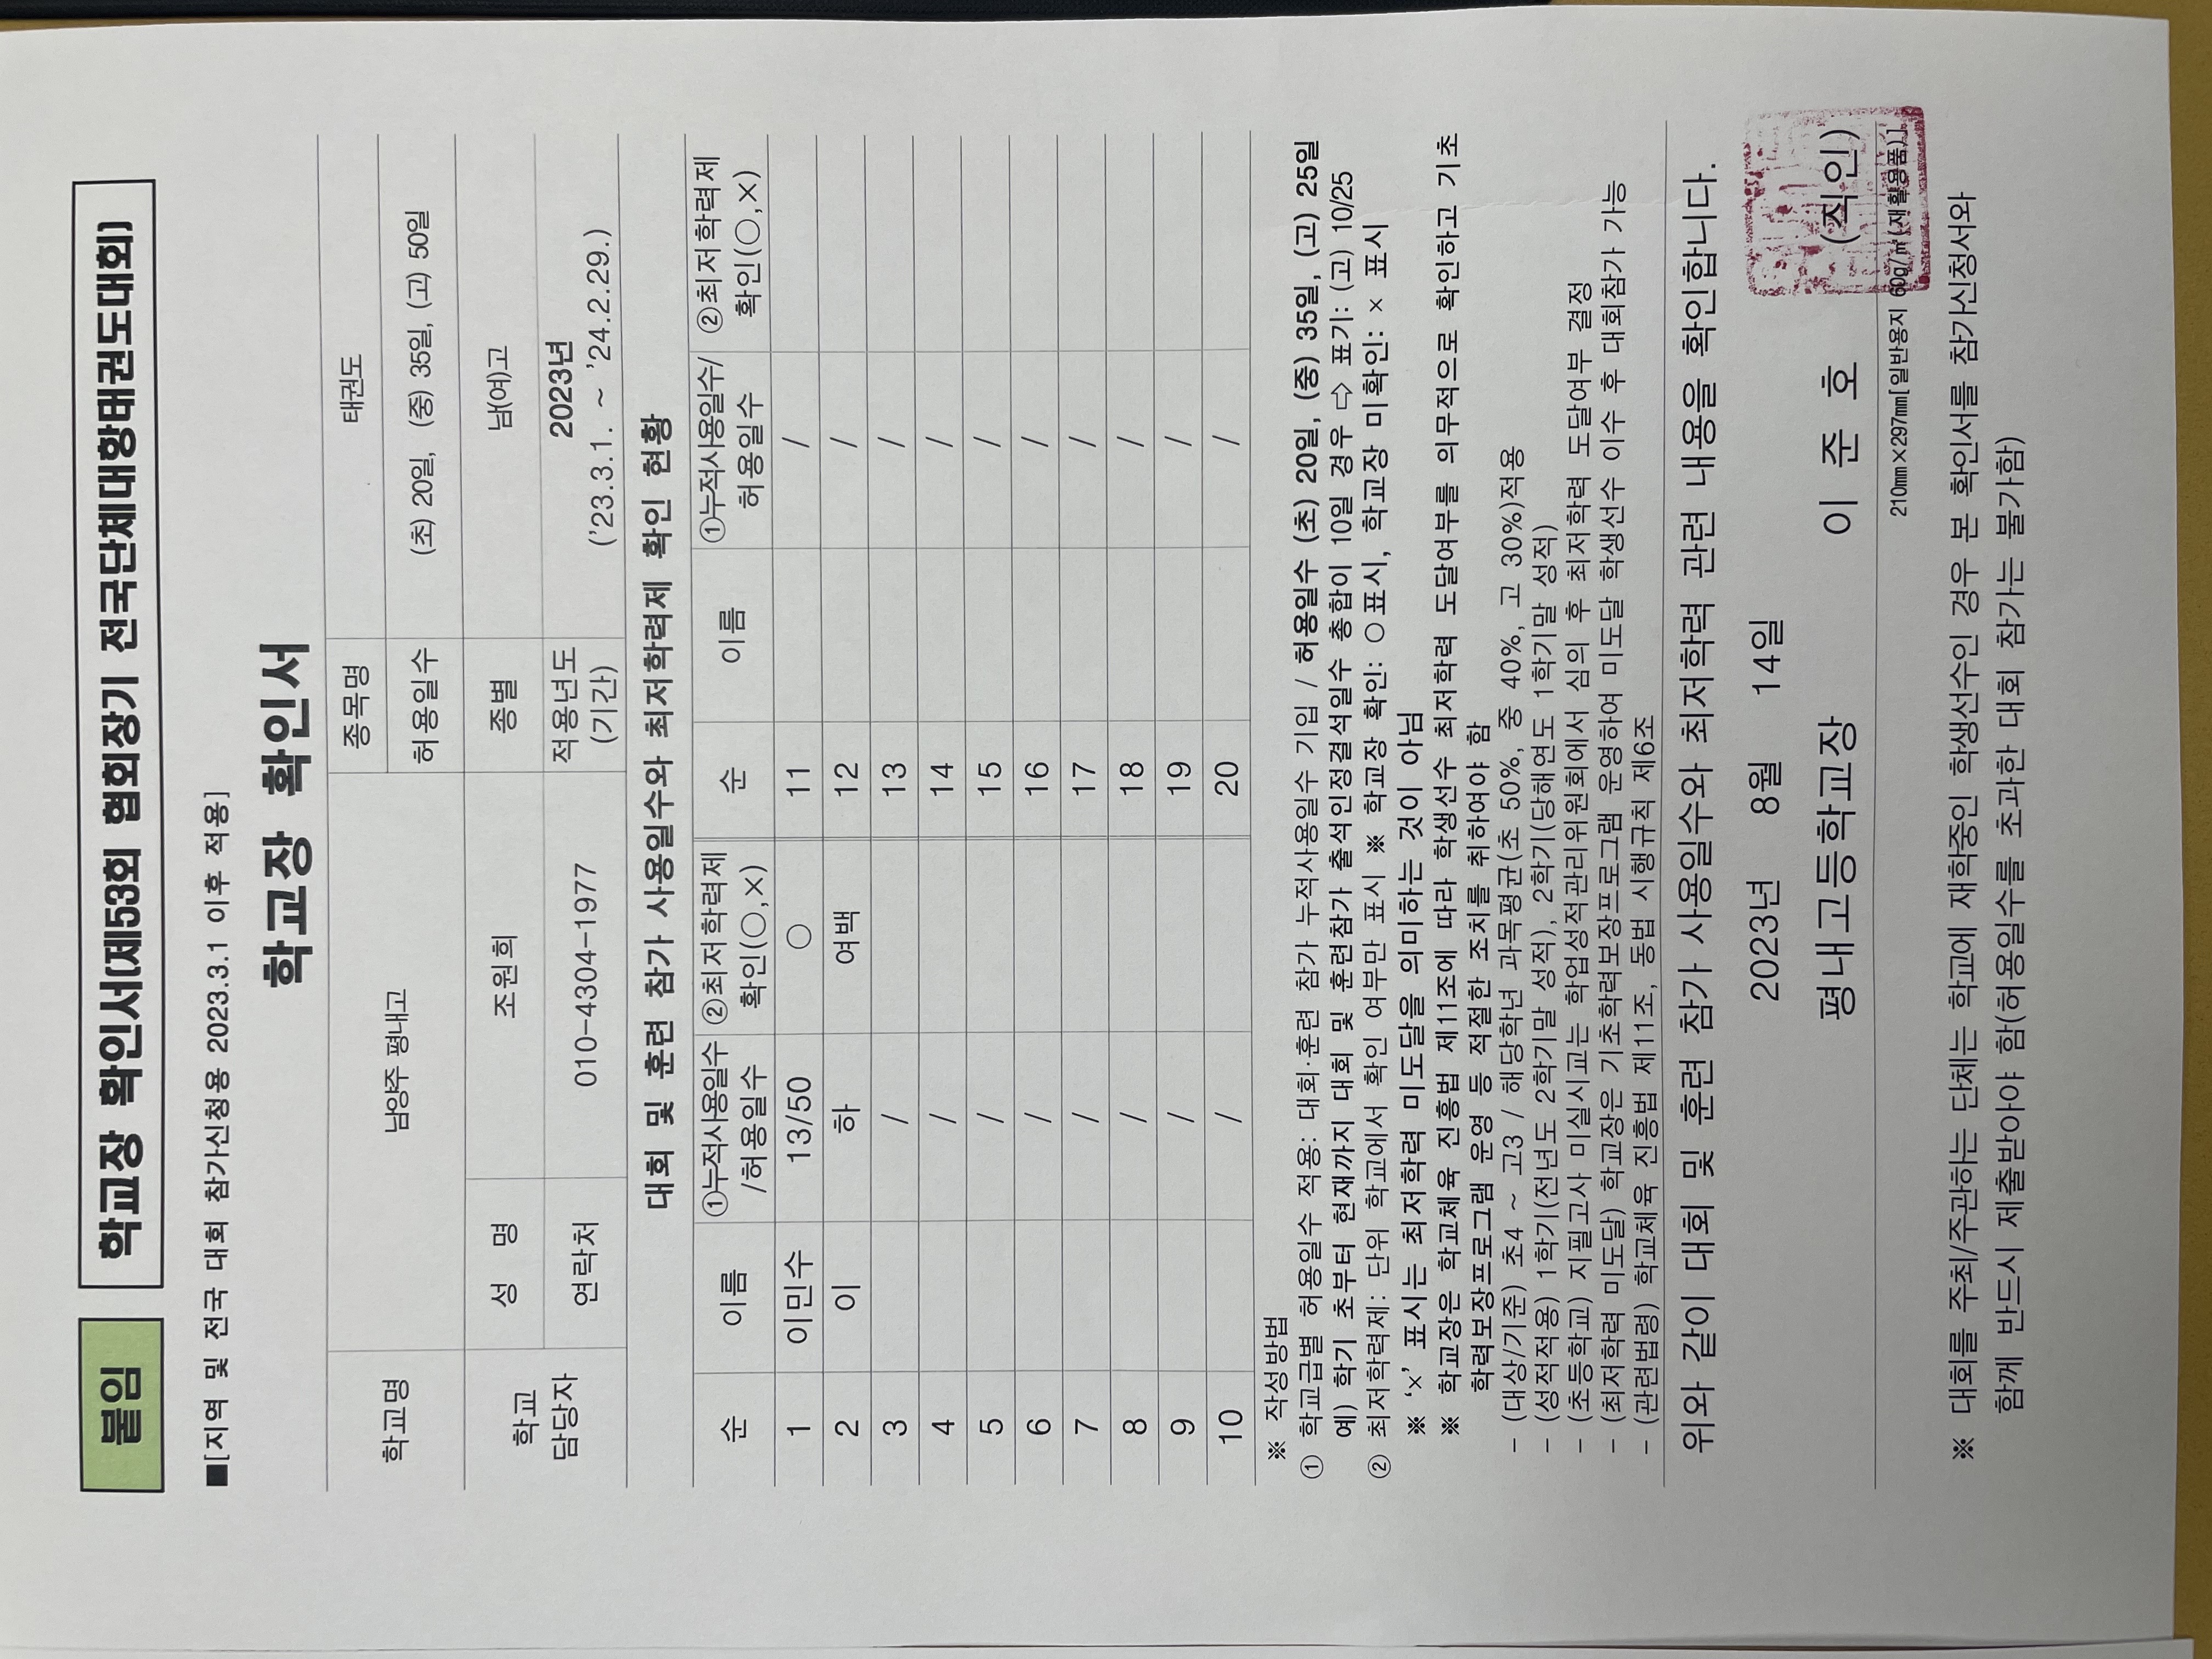 붙임
학교장 확인서(제53회 협회장기 전국단체대항태권도대회)
■[지역 및 전국 대회 참가신청용 2023.3.1 이후 적용]
학교장 확인서
학교명 남양주 평내고 종목명 태권도
허용일수 (초) 20일, (중) 35일, (고) 50일
학교 담당자 성 명 조원희 종별 남(여)고
연락처 010-4304-1977 적용년도 (기간) 2023년 ('23.3.1. ~ '24.2.29.)
대회 및 훈련 참가 사용일수와 최저학력제 확인 현황
순 이름 ①누적사용일수/허용일수 ②최저학력제 확인(○,×) 순 이름 ①누적사용일수/허용일수 ②최저학력제 확인(○,×)
1 이민수 13/50 ○ 11 /
2 이 하 여백 12 /
3 / 13 /
4 / 14 /
5 / 15 /
6 / 16 /
7 / 17 /
8 / 18 /
9 / 19 /
10 / 20 /
※ 작성방법
① 학교급별 허용일수 적용: 대회·훈련 참가 누적사용일수 기입 / 허용일수 (초) 20일, (중) 35일, (고) 25일
예) 학기 초부터 현재까지 대회 및 훈련참가 출석인정결석일수 총합이 10일 경우 ⇨ 표기: (고) 10/25
② 최저학력제: 단위 학교에서 확인 여부만 표시 ※ 학교장 확인: ○표시, 학교장 미확인: × 표시
※ '×' 표시는 최저학력 미도달을 의미하는 것이 아님
※ 학교장은 학교체육 진흥법 제11조에 따라 학생선수 최저학력 도달여부를 의무적으로 확인하고 기초
학력보장프로그램 운영 등 적절한 조치를 취하여야 함
- (대상/기준) 초4 ~ 고3 / 해당학년 과목평균(초 50%, 중 40%, 고 30%)적용
- (성적적용) 1학기(전년도 2학기말 성적), 2학기(당해연도 1학기말 성적)
- (초등학교) 지필고사 미실시교는 학업성적관리위원회에서 심의 후 최저학력 도달여부 결정
- (최저학력 미도달) 학교장은 기초학력보장프로그램 운영하여 미도달 학생선수 이수 후 대회참가 가능
- (관련법령) 학교체육 진흥법 제11조, 동법 시행규칙 제6조
위와 같이 대회 및 훈련 참가 사용일수와 최저학력 관련 내용을 확인합니다.
2023년 8월 14일
평내고등학교장 이 준 호 (직인)
210㎜×297㎜[일반용지 60g/㎡(재활용품)]
※ 대회를 주최/주관하는 단체는 학교에 재학중인 학생선수인 경우 본 확인서를 참가신청서와
함께 반드시 제출받아야 함(허용일수를 초과한 대회 참가는 불가함)